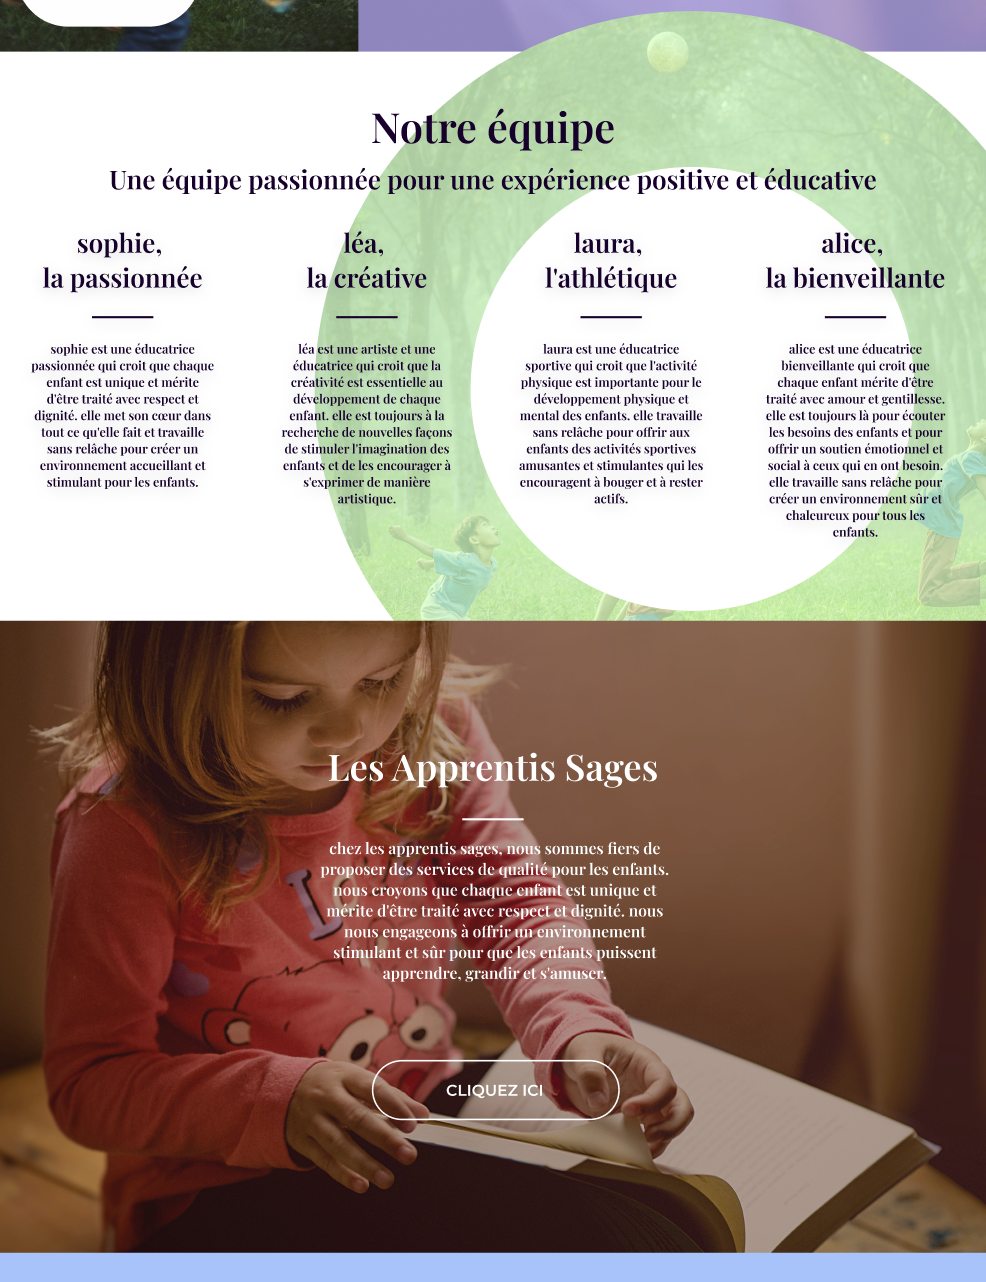 Notre équipe
Une équipe passionnée pour une expérience positive et éducative
sophie,
la passionnée
sophie est une éducatrice
passionnée qui croit que chaque
enfant est unique et mérite
d'être traité avec respect et
dignité. elle met son cœur dans
tout ce qu'elle fait et travaille
sans relâche pour créer un
environnement accueillant et
stimulant pour les enfants.
léa,
la créative
léa est une artiste et une
éducatrice qui croit que la
créativité est essentielle au
développement de chaque
enfant. elle est toujours à la
recherche de nouvelles façons
de stimuler l'imagination des
enfants et de les encourager à
s'exprimer de manière
artistique.
laura,
l'athlétique
laura est une éducatrice
sportive qui croit que l'activité
physique est importante pour le
développement physique et
mental des enfants. elle travaille
sans relâche pour offrir aux
enfants des activités sportives
amusantes et stimulantes qui les
encouragent à bouger et à rester
actifs.
alice,
la bienveillante
alice est une éducatrice
bienveillante qui croit que
chaque enfant mérite d'être
traité avec amour et gentillesse.
elle est toujours là pour écouter
les besoins des enfants et pour
offrir un soutien émotionnel et
social à ceux qui en ont besoin.
elle travaille sans relâche pour
créer un environnement sûr et
chaleureux pour tous les
enfants.
Les Apprentis Sages
chez les apprentis sages, nous sommes fiers de
proposer des services de qualité pour les enfants.
nous croyons que chaque enfant est unique et
mérite d'être traité avec respect et dignité. nous
nous engageons à offrir un environnement
stimulant et sûr pour que les enfants puissent
apprendre, grandir et s'amuser.
CLIQUEZ ICI